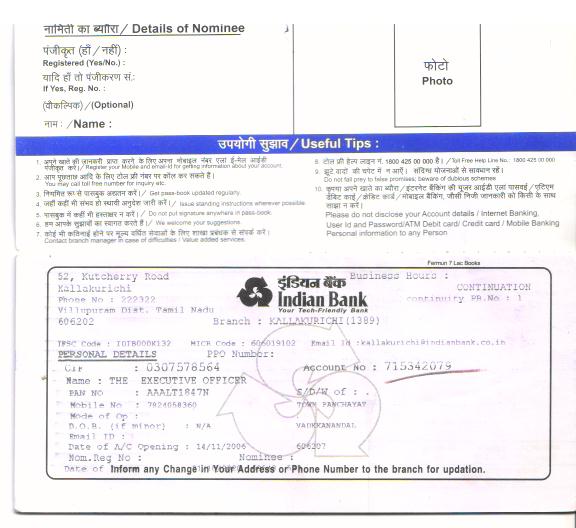 नामिती का ब्यौरा / Details of Nominee
पंजीकृत (हाँ / नहीं) :
Registered (Yes/No):
यादि हाँ तो पंजीकरण सं.:
If Yes, Reg. No. :
(वैकल्पिक) / (Optional)
नाम : / Name :
फोटो
Photo
उपयोगी सुझाव / Useful Tips :
1. अपने खाते की जानकारी प्राप्त करने के लिए अपना मोबाइल नंबर एवं ई-मेल आईडी
पंजीकृत करें। / Register your Mobile and email-id for getting information about your account.
2. आप पूछताछ आदि के लिए टोल फ्री नंबर पर कॉल कर सकते हैं।
You may call toll free number for inquiry etc.
3. नियमित रूप से पासबुक अद्यतन करें। / Get pass-book updated regularly.
4. जहाँ कहीं भी संभव हो स्थायी अनुदेश जारी करें। / Issue standing instructions wherever possible.
5. पासबुक में कहीं भी हस्ताक्षर न करें। / Do not put signature anywhere in pass-book.
6. हम आपके सुझावों का स्वागत करते हैं। / We welcome your suggestions.
7. कोई भी कठिनाई होने पर मूल्य वर्धित सेवाओं के लिए शाखा प्रबंधक से संपर्क करें।
Contact branch manager in case of difficulties / Value added services.
8. टोल फ्री हेल्प लाइन नं. 1800 425 00 000 है। / Toll Free Help Line No.: 1800 425 00 000
9. झूटे वादों की चपेट में न आएँ। संदिग्ध योजनाओं से सावधान रहें।
Do not fall prey to false promises; beware of dubious schemes
10. कृपया अपने खाते का ब्यौरा / इंटरनेट बैंकिंग की यूजर आईडी एवं पासवर्ड / एटिएम
डेबिट कार्ड / क्रेडिट कार्ड / मोबाइल बैंकिंग, जैसी निजी जानकारी को किसी के साथ
साझा न करें।
Please do not disclose your Account details / Internet Banking,
User Id and Password/ATM Debit card/ Credit card / Mobile Banking
Personal information to any Person
Fermun 7 Lac Books
52, Kutcherry Road
Kallakurichi
Phone No : 222322
Villupuram Dist. Tamil Nadu
606202
इंडियन बैंक
Indian Bank
Your Tech-Friendly Bank
Business Hours :
CONTINUATION
continuity PB.No : 1
Branch : KALLAKURICHI(1389)
IFSC Code : IDIB000K132 MICR Code : 606019102 Email Id :kallakurichi@indianbank.co.in
PERSONAL DETAILS PPO Number:
CIF : 0307578564 Account No : 715342079
Name : THE EXECUTIVE OFFICER
PAN NO : AAALT1847N S/D/W of : .
Mobile No : 7824058360 TOWN PANCHAYAT
Mode of Op :
D.O.B. (if minor) : N/A VADKKANANDAL
Email ID :
Date of A/C Opening : 14/11/2006 606207
Nom.Reg No : Nominee :
Date of
Inform any Change in Your Address or Phone Number to the branch for updation.